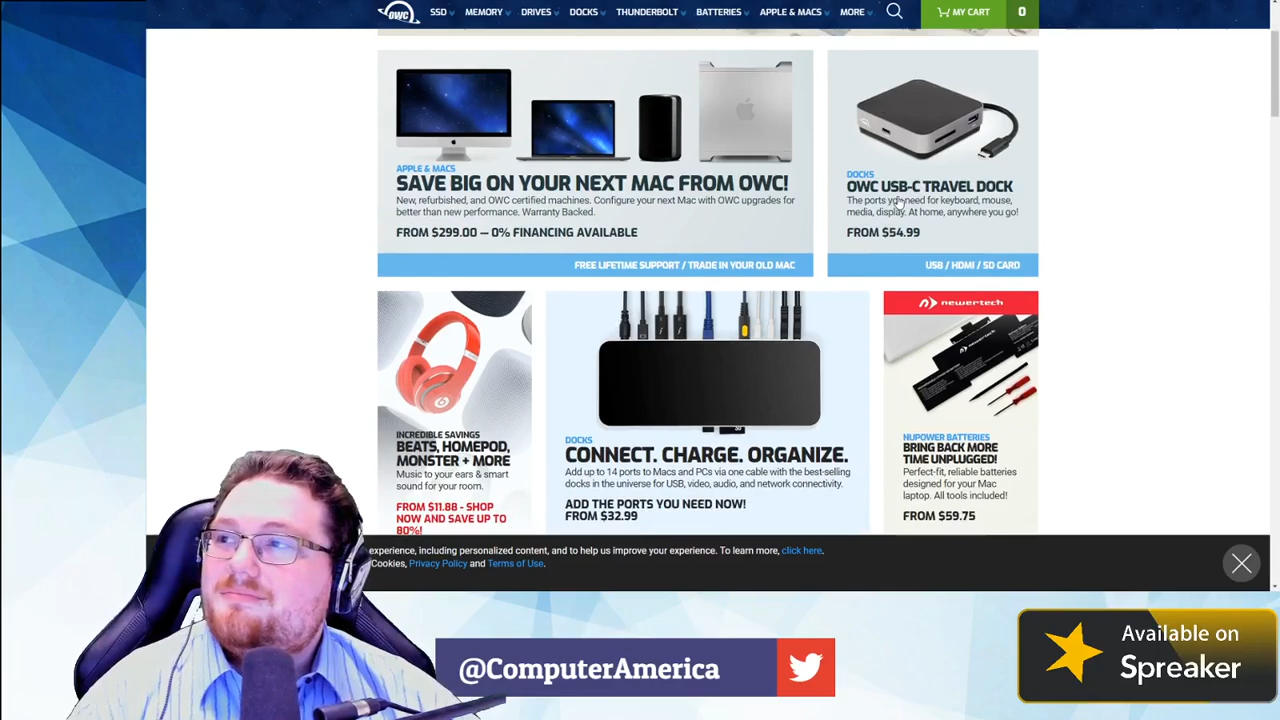 OWC SSD MEMORY DRIVES DOCKS THUNDERBOLT BATTERIES APPLE & MACS MORE MY CART 0
APPLE & MACS
SAVE BIG ON YOUR NEXT MAC FROM OWC!
New, refurbished, and OWC certified machines. Configure your next Mac with OWC upgrades for
better than new performance. Warranty Backed.
FROM $299.00 — 0% FINANCING AVAILABLE
FREE LIFETIME SUPPORT / TRADE IN YOUR OLD MAC
DOCKS
OWC USB-C TRAVEL DOCK
The ports you need for keyboard, mouse,
media, display. At home, anywhere you go!
FROM $54.99
USB / HDMI / SD CARD
INCREDIBLE SAVINGS
BEATS, HOMEPOD,
MONSTER + MORE
Music to your ears & smart
sound for your room.
FROM $11.88 - SHOP
NOW AND SAVE UP TO
80%!
DOCKS
CONNECT. CHARGE. ORGANIZE.
Add up to 14 ports to Macs and PCs via one cable with the best-selling
docks in the universe for USB, video, audio, and network connectivity.
ADD THE PORTS YOU NEED NOW!
FROM $32.99
newertech
NUPOWER BATTERIES
BRING BACK MORE
TIME UNPLUGGED!
Perfect-fit, reliable batteries
designed for your Mac
laptop. All tools included!
FROM $59.75
experience, including personalized content, and to help us improve your experience. To learn more, click here.
Cookies, Privacy Policy and Terms of Use.
@ComputerAmerica
Available on
Spreaker